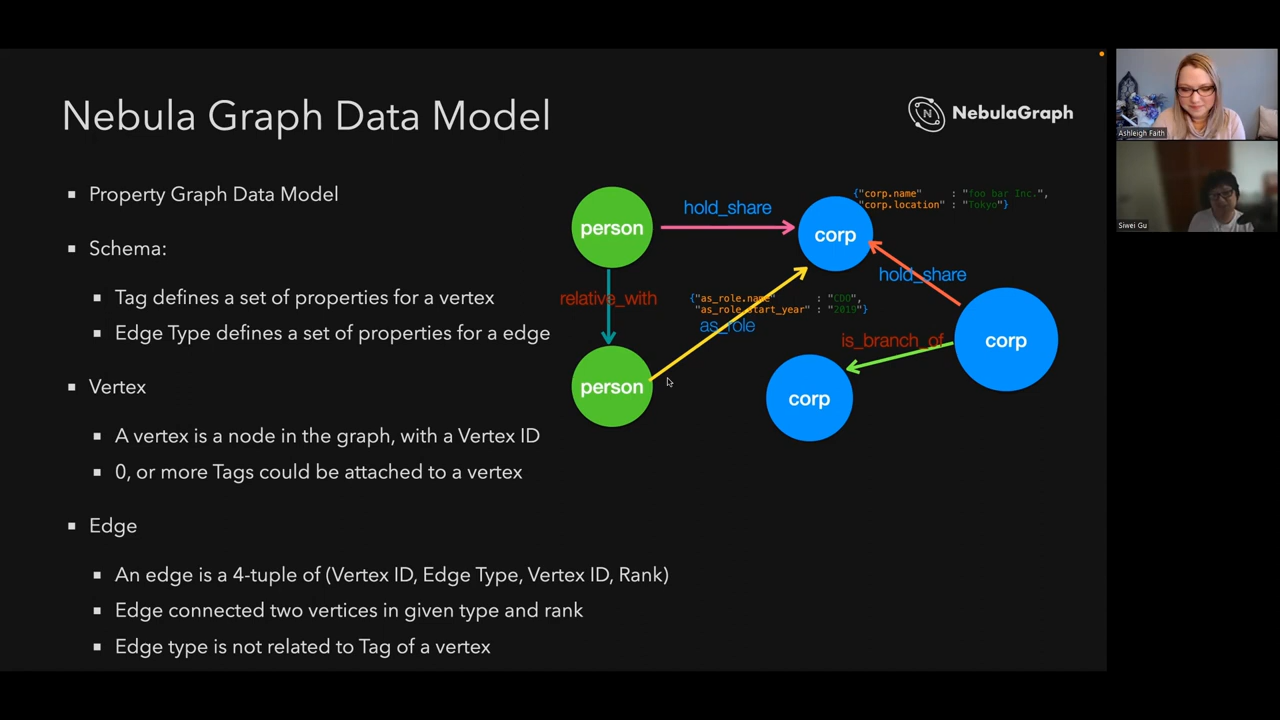 Nebula Graph Data Model
NebulaGraph
Ashleigh Faith
Siwei Gu
▪ Property Graph Data Model
▪ Schema:
▪ Tag defines a set of properties for a vertex
▪ Edge Type defines a set of properties for a edge
▪ Vertex
▪ A vertex is a node in the graph, with a Vertex ID
▪ 0, or more Tags could be attached to a vertex
▪ Edge
▪ An edge is a 4-tuple of (Vertex ID, Edge Type, Vertex ID, Rank)
▪ Edge connected two vertices in given type and rank
▪ Edge type is not related to Tag of a vertex
person
hold_share
corp
{"corp.name" : "foo bar Inc.",
"corp.location" : "Tokyo"}
hold_share
relative_with
{"as_role.name" : "CDO",
"as_role.start_year" : "2019"}
as_role
is_branch_of
corp
person
corp